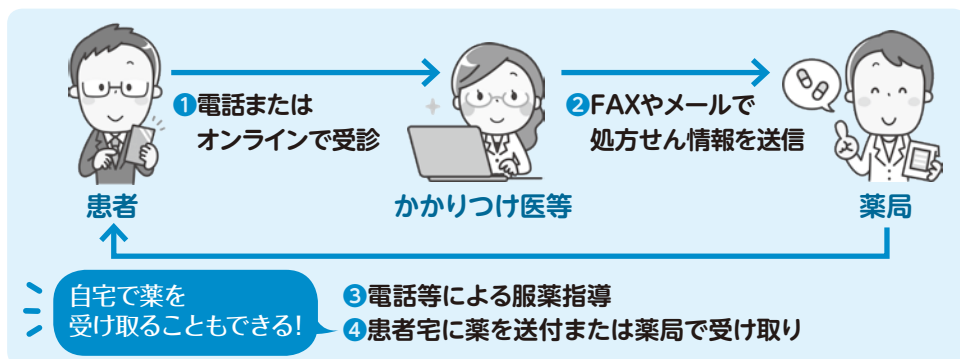 ❶電話または
オンラインで受診
❷FAXやメールで
処方せん情報を送信
患者
かかりつけ医等
薬局
自宅で薬を
受け取ることもできる!
❸電話等による服薬指導
❹患者宅に薬を送付または薬局で受け取り